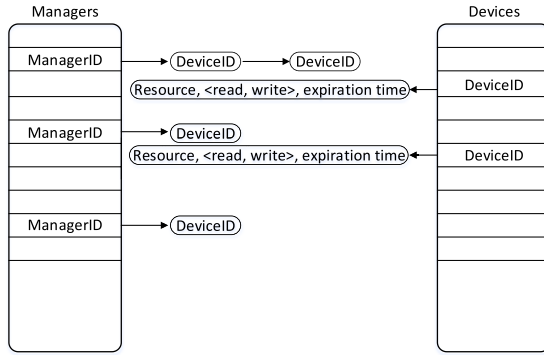 Managers Devices
ManagerID DeviceID DeviceID
Resource, <read, write>, expiration time DeviceID
ManagerID DeviceID
Resource, <read, write>, expiration time DeviceID
ManagerID DeviceID